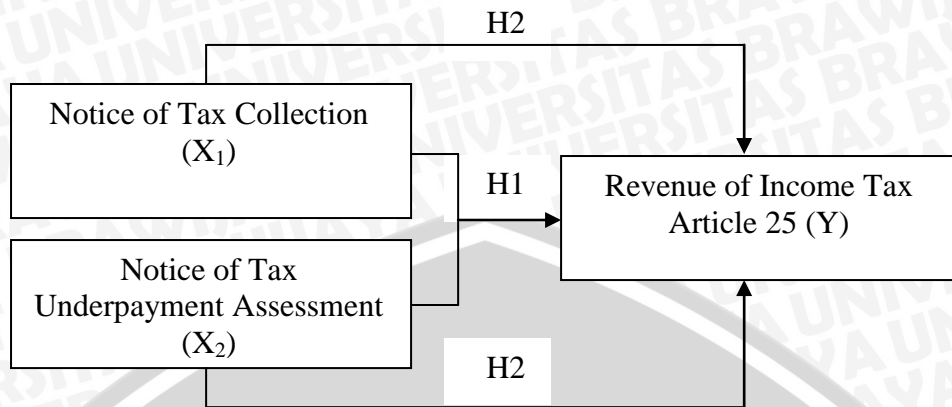 H2
Notice of Tax Collection
(X₁)
H1
Revenue of Income Tax
Article 25 (Y)
Notice of Tax
Underpayment Assessment
(X₂)
H2